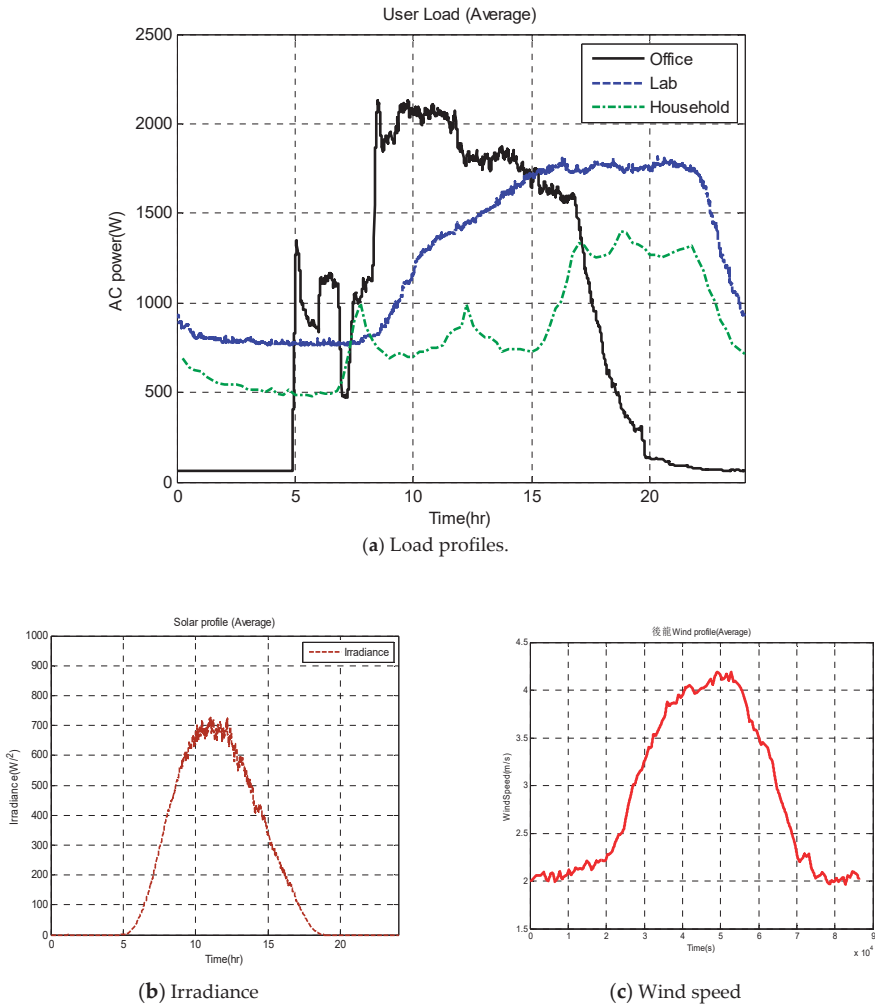 User Load (Average)
2500
2000
1500
1000
500
0
AC power(W)
Office
Lab
Household
0 5 10 15 20
Time(hr)
(a) Load profiles.
Solar profile (Average)
1000
900
800
700
600
500
400
300
200
100
0
Irradiance(W/²)
Irradiance
0 5 10 15 20
Time(hr)
(b) Irradiance
後龍Wind profile(Average)
4.5
4
3.5
3
2.5
2
1.5
WindSpeed(m/s)
0 1 2 3 4 5 6 7 8 9
Time(s)
x 10⁴
(c) Wind speed